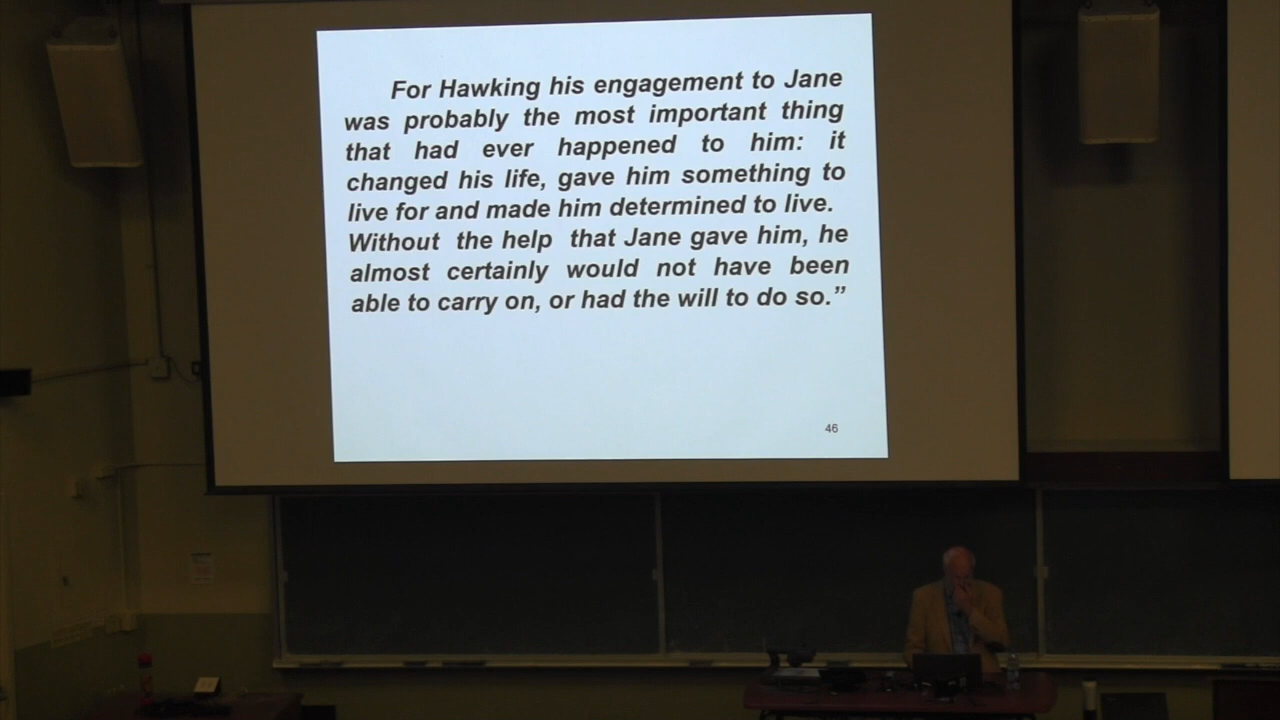 For Hawking his engagement to Jane
was probably the most important thing
that had ever happened to him: it
changed his life, gave him something to
live for and made him determined to live.
Without the help that Jane gave him, he
almost certainly would not have been
able to carry on, or had the will to do so.”
46